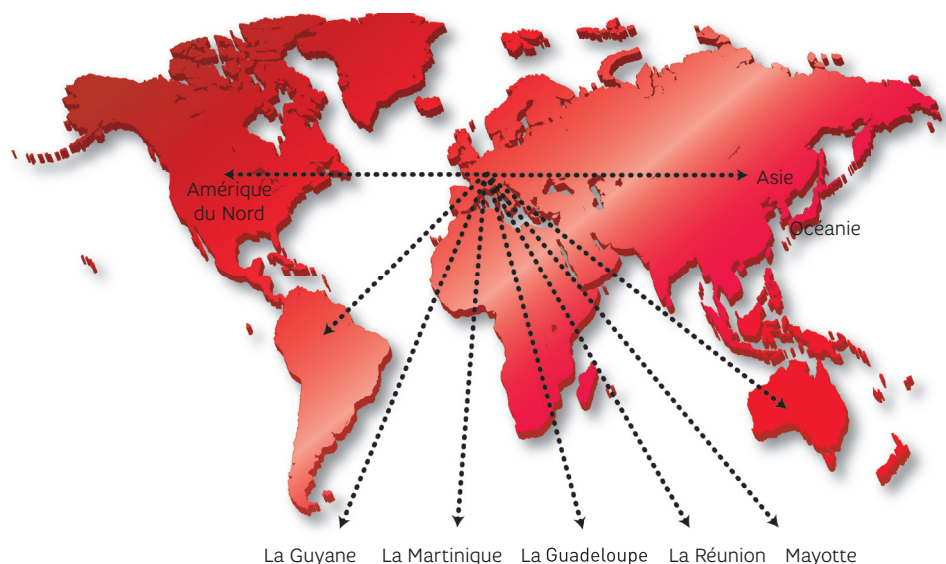 Amérique
du Nord
Asie
Océanie
La Guyane
La Martinique
La Guadeloupe
La Réunion
Mayotte